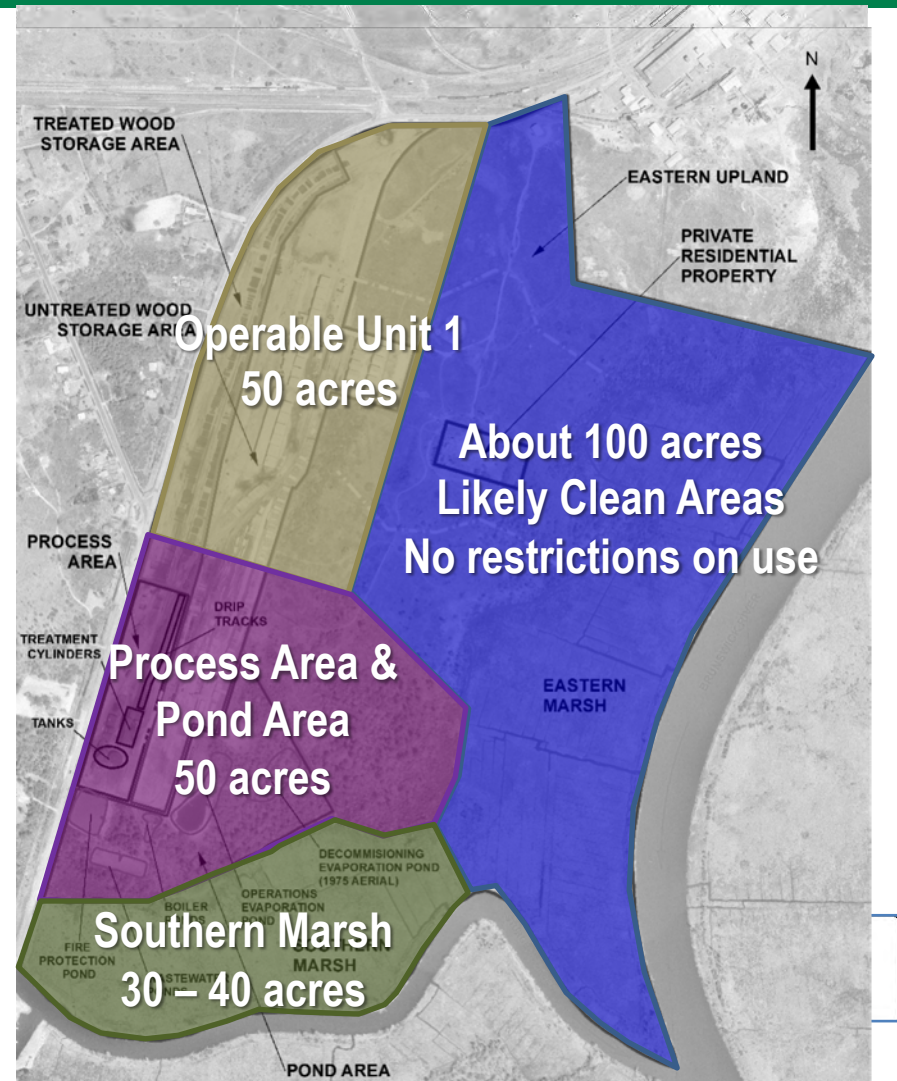 N
TREATED WOOD
STORAGE AREA
EASTERN UPLAND
PRIVATE
RESIDENTIAL
PROPERTY
UNTREATED WOOD
STORAGE AREA
Operable Unit 1
50 acres
About 100 acres
Likely Clean Areas
No restrictions on use
PROCESS
AREA
DRIP
TRACKS
TREATMENT
CYLINDERS
Process Area &
Pond Area
50 acres
TANKS
EASTERN
MARSH
DECOMMISIONING
EVAPORATION POND
(1975 AERIAL)
OPERATIONS
EVAPORATION
BOILER
Southern Marsh
30 – 40 acres
FIRE
PROTECTION
POND
MARSH
POND AREA